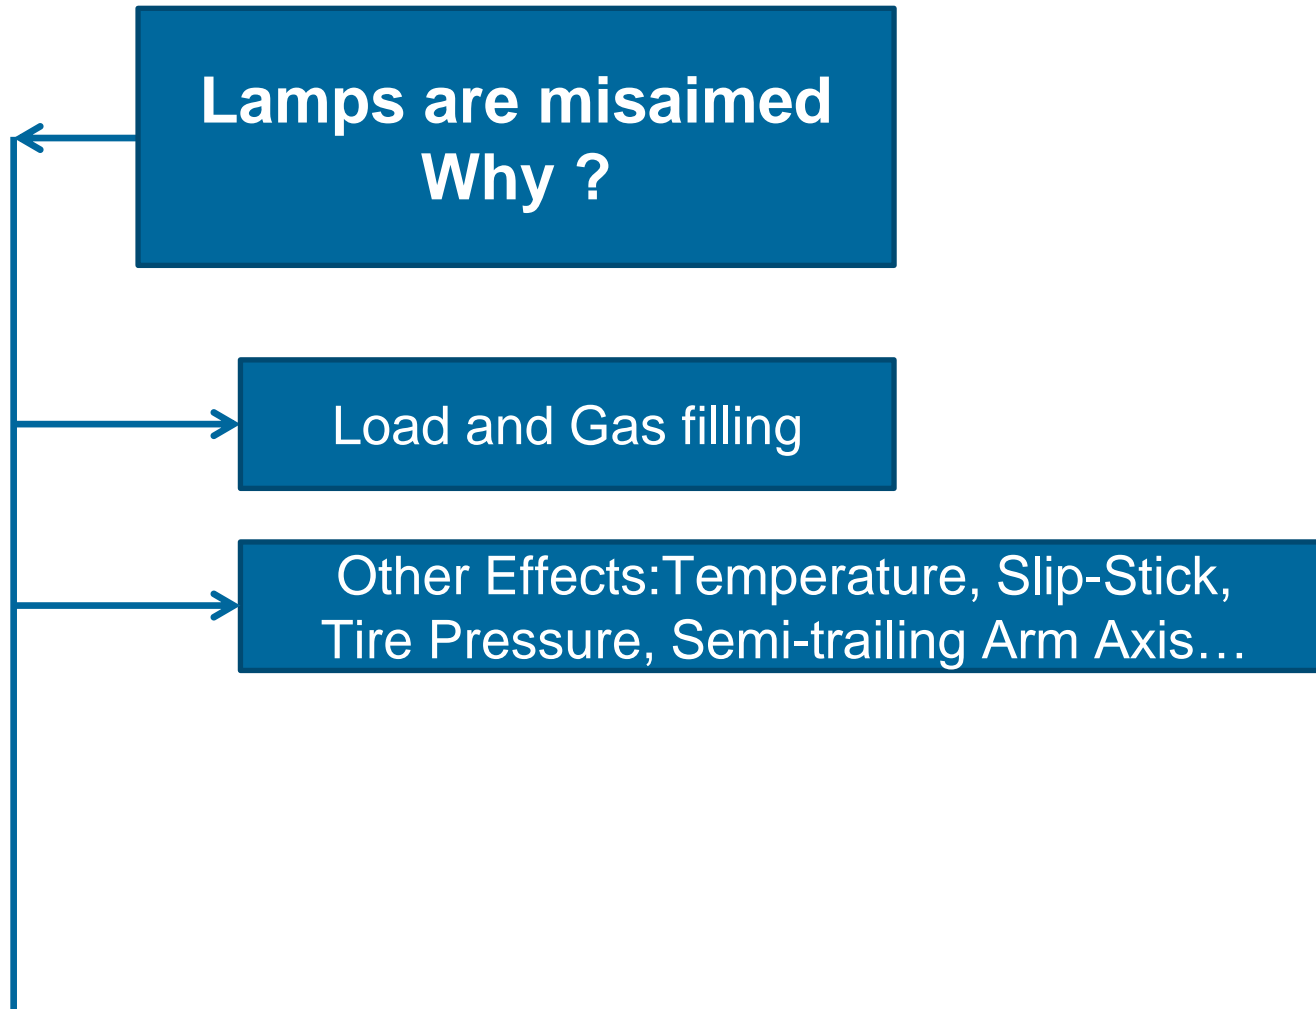 Lamps are misaimed
Why ?
Load and Gas filling
Other Effects:Temperature, Slip-Stick,
Tire Pressure, Semi-trailing Arm Axis…